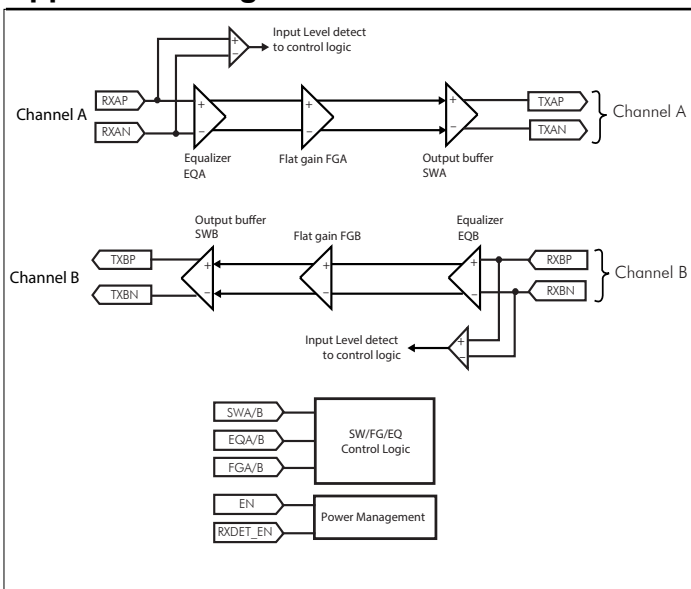 Input Level detect
to control logic
+
−
Channel A
RXAP
RXAN
+
−
+
−
+
−
TXAP
TXAN
Channel A
Equalizer
EQA
Flat gain FGA
Output buffer
SWA
Output buffer
SWB
Flat gain FGB
Equalizer
EQB
Channel B
TXBP
TXBN
+
−
+
−
+
−
RXBP
RXBN
Channel B
Input Level detect
to control logic
+
−
SWA/B
EQA/B
FGA/B
SW/FG/EQ
Control Logic
EN
RXDET_EN
Power Management